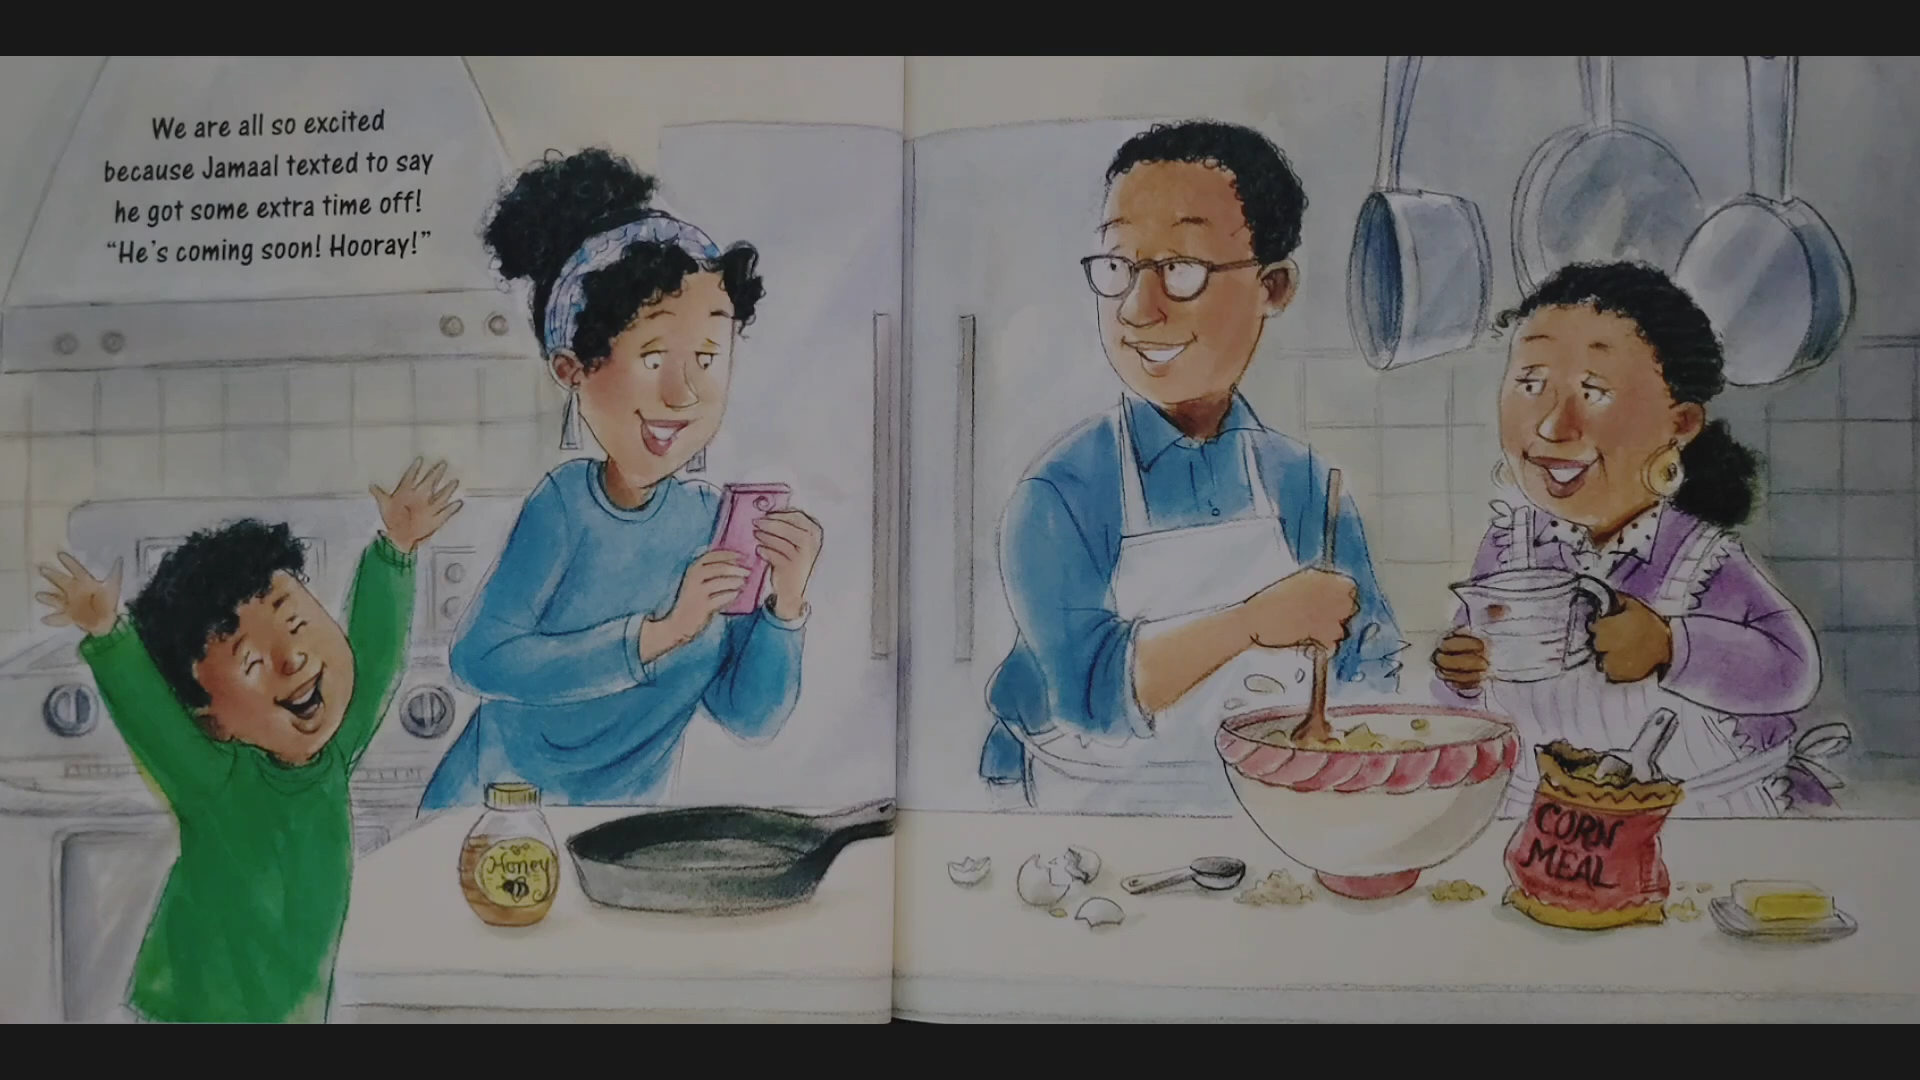 We are all so excited
because Jamaal texted to say
he got some extra time off!
“He’s coming soon! Hooray!”
Honey
CORN
MEAL